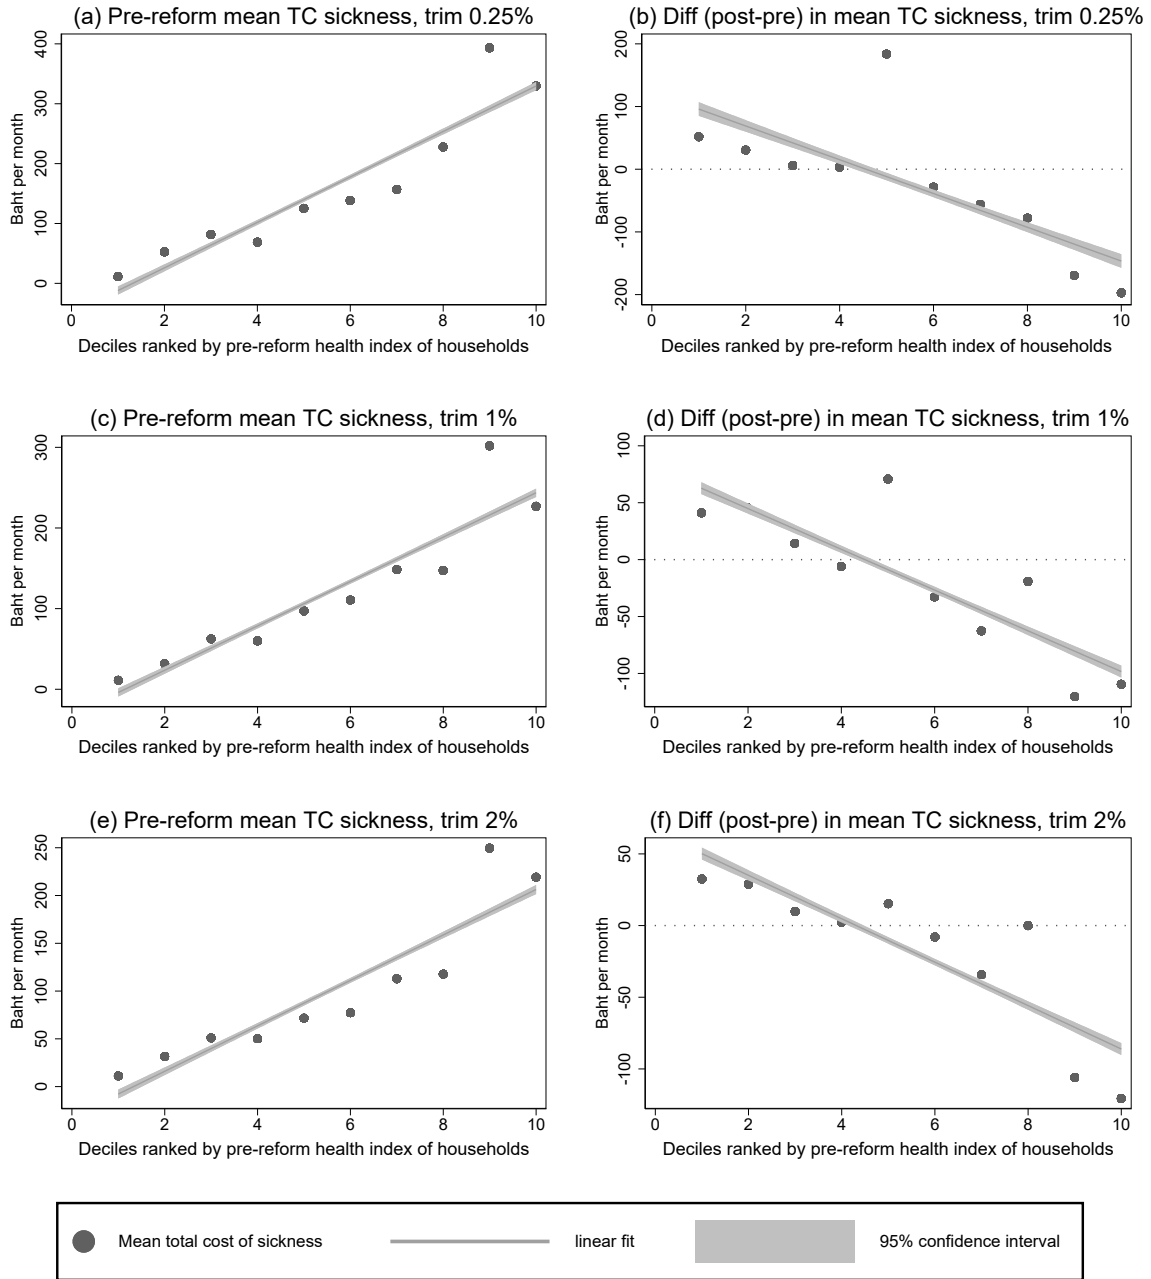 (a) Pre-reform mean TC sickness, trim 0.25%
Baht per month
400
300
200
100
0
0 2 4 6 8 10
Deciles ranked by pre-reform health index of households
(b) Diff (post-pre) in mean TC sickness, trim 0.25%
Baht per month
200
100
0
-100
-200
0 2 4 6 8 10
Deciles ranked by pre-reform health index of households
(c) Pre-reform mean TC sickness, trim 1%
Baht per month
300
200
100
0
0 2 4 6 8 10
Deciles ranked by pre-reform health index of households
(d) Diff (post-pre) in mean TC sickness, trim 1%
Baht per month
100
50
0
-50
-100
0 2 4 6 8 10
Deciles ranked by pre-reform health index of households
(e) Pre-reform mean TC sickness, trim 2%
Baht per month
250
200
150
100
50
0
0 2 4 6 8 10
Deciles ranked by pre-reform health index of households
(f) Diff (post-pre) in mean TC sickness, trim 2%
Baht per month
50
0
-50
-100
0 2 4 6 8 10
Deciles ranked by pre-reform health index of households
Mean total cost of sickness
linear fit
95% confidence interval